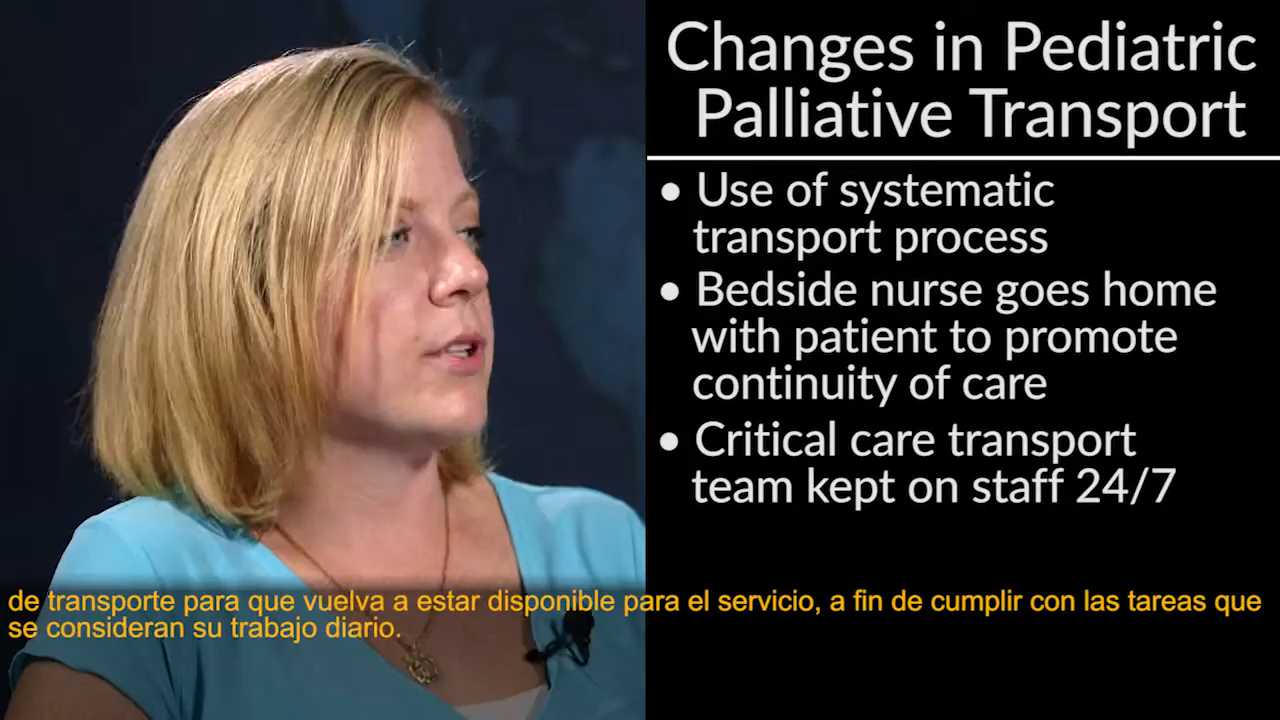 Changes in Pediatric
Palliative Transport
• Use of systematic
transport process
• Bedside nurse goes home
with patient to promote
continuity of care
• Critical care transport
team kept on staff 24/7
de transporte para que vuelva a estar disponible para el servicio, a fin de cumplir con las tareas que
se consideran su trabajo diario.